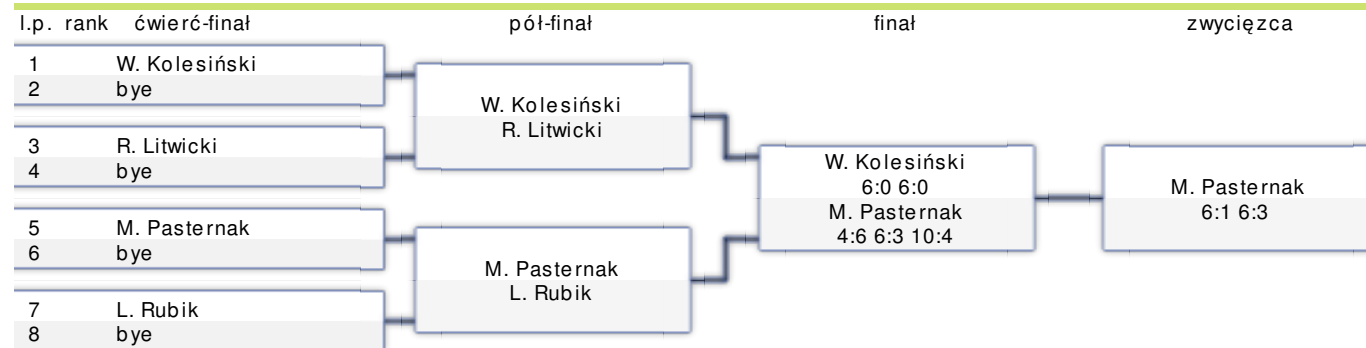 l.p. rank ćwierć-finał pół-finał finał zwycięzca
1 W. Kolesiński
2 bye
3 R. Litwicki
4 bye
5 M. Pasternak
6 bye
7 L. Rubik
8 bye
W. Kolesiński
R. Litwicki
M. Pasternak
L. Rubik
W. Kolesiński
6:0 6:0
M. Pasternak
4:6 6:3 10:4
M. Pasternak
6:1 6:3